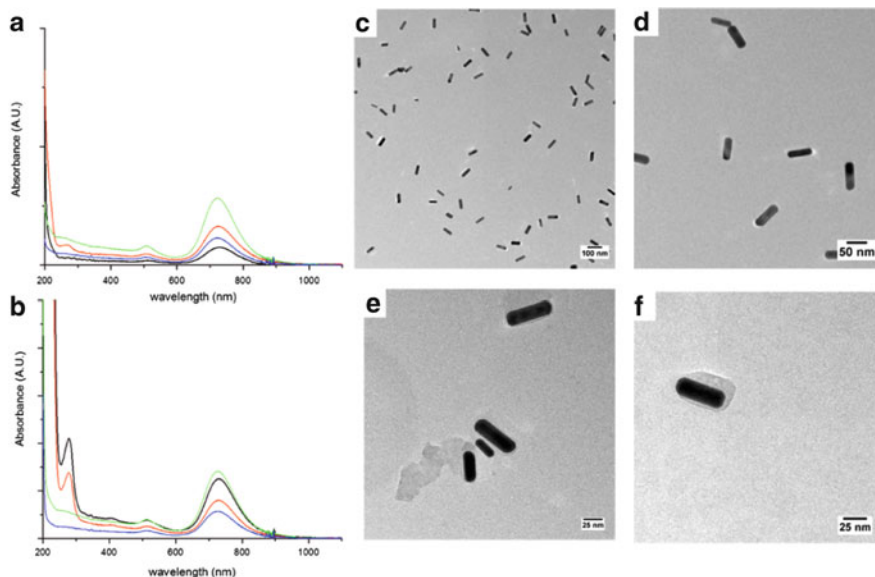 a
Absorbance (A.U.)
200 400 600 800 1000
wavelength (nm)
b
Absorbance (A.U.)
200 400 600 800 1000
wavelength (nm)
c
100 nm
d
50 nm
e
25 nm
f
25 nm